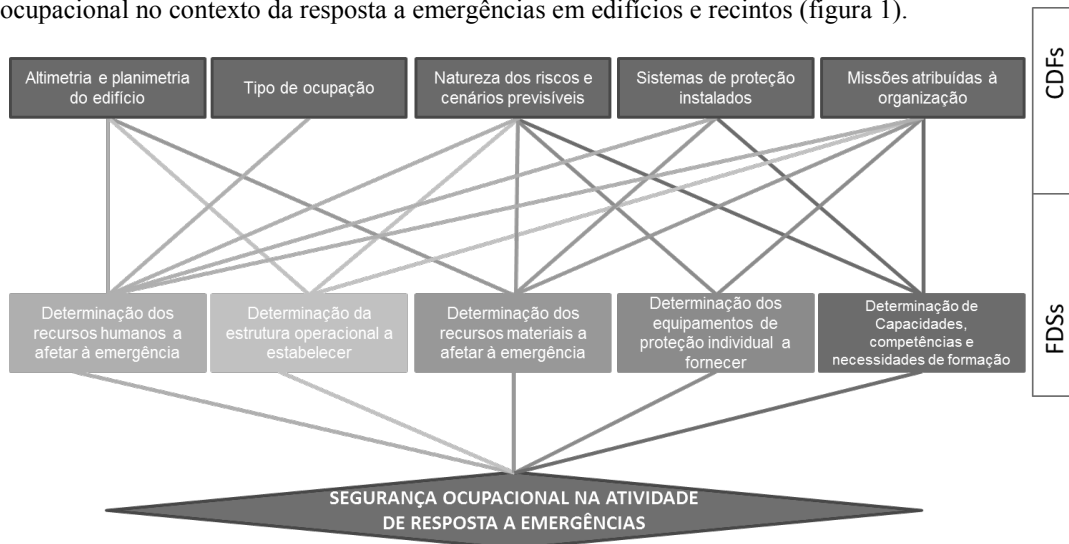 ocupacional no contexto da resposta a emergências em edifícios e recintos (figura 1).
Altimetria e planimetria
do edifício
Tipo de ocupação
Natureza dos riscos e
cenários previsíveis
Sistemas de proteção
instalados
Missões atribuídas à
organização
CDFs
Determinação dos
recursos humanos a
afetar à emergência
Determinação da
estrutura operacional a
estabelecer
Determinação dos
recursos materiais a
afetar à emergência
Determinação dos
equipamentos de
proteção individual a
fornecer
Determinação de
Capacidades,
competências e
necessidades de formação
FDSs
SEGURANÇA OCUPACIONAL NA ATIVIDADE
DE RESPOSTA A EMERGÊNCIAS